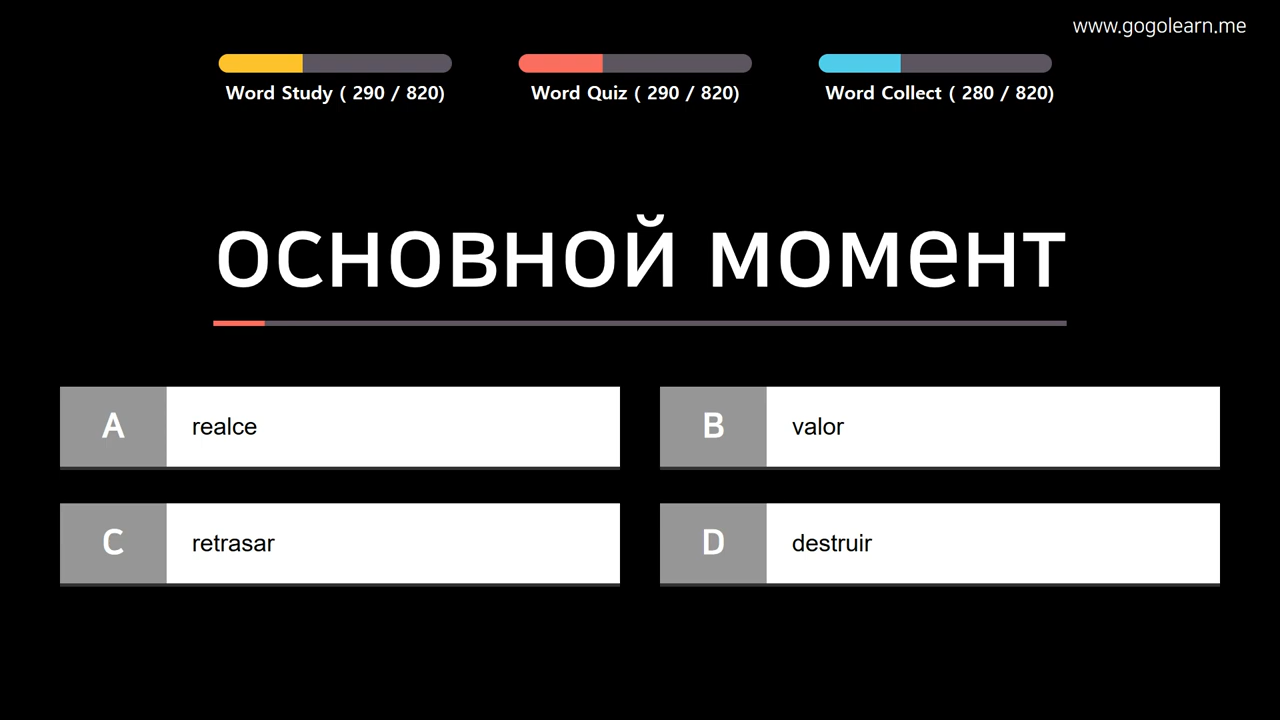 www.gogolearn.me
Word Study ( 290 / 820)
Word Quiz ( 290 / 820)
Word Collect ( 280 / 820)
основной момент
A realce
B valor
C retrasar
D destruir